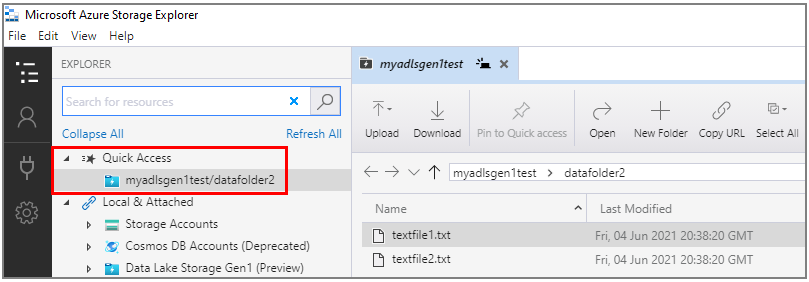 Microsoft Azure Storage Explorer
File Edit View Help
EXPLORER
Search for resources
Collapse All Refresh All
Quick Access
myadlsgen1test/datafolder2
Local & Attached
Storage Accounts
Cosmos DB Accounts (Deprecated)
Data Lake Storage Gen1 (Preview)
myadlsgen1test
Upload Download Pin to Quick access Open New Folder Copy URL Select All
myadlsgen1test datafolder2
Name Last Modified
textfile1.txt Fri, 04 Jun 2021 20:38:20 GMT
textfile2.txt Fri, 04 Jun 2021 20:38:20 GMT